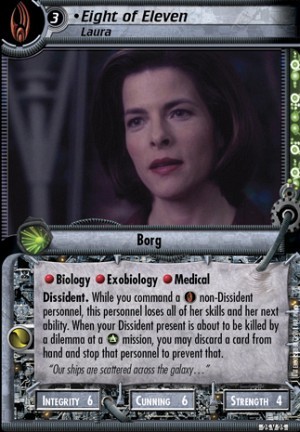 3
•Eight of Eleven
Laura
Borg
Biology Exobiology Medical
Dissident. While you command a non-Dissident
personnel, this personnel loses all of her skills and her next
ability. When your Dissident present is about to be killed by
a dilemma at a mission, you may discard a card from
hand and stop that personnel to prevent that.
"Our ships are scattered across the galaxy…"
Integrity 6 Cunning 6 Strength 4